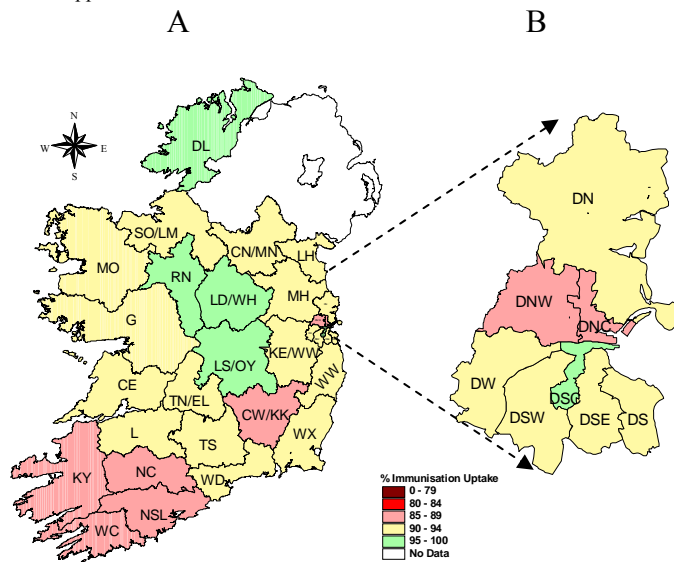 A
B
N
W
E
S
DL
SO/LM
CN/MN
LH
MO
RN
LD/WH
MH
G
KE/WW
LS/OY
WW
CE
TN/EL
CW/KK
L
TS
WX
KY
NC
WD
NSL
WC
DN
DNW
DNC
DW
DSC
DSW
DSE
DS
% Immunisation Uptake
0 - 79
80 - 84
85 - 89
90 - 94
95 - 100
No Data